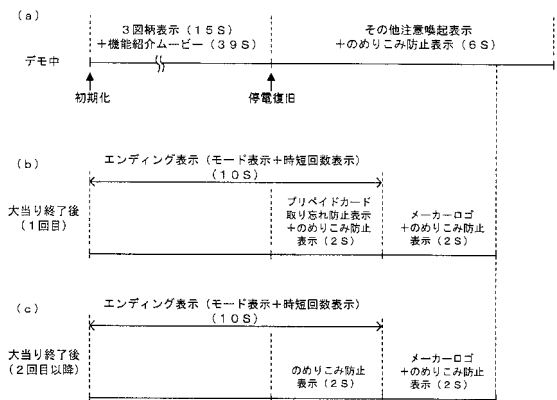 (a)
3図柄表示(15S)
+機能紹介ムービー(39S)
その他注意喚起表示
+のめりこみ防止表示(6S)
デモ中
初期化
停電復旧
(b)
エンディング表示(モード表示+時短回数表示)
(10S)
大当り終了後
(1回目)
プリペイドカード
取り忘れ防止表示
+のめりこみ防止
表示(2S)
メーカーロゴ
+のめりこみ防止
表示(2S)
(c)
エンディング表示(モード表示+時短回数表示)
(10S)
大当り終了後
(2回目以降)
のめりこみ防止
表示(2S)
メーカーロゴ
+のめりこみ防止
表示(2S)